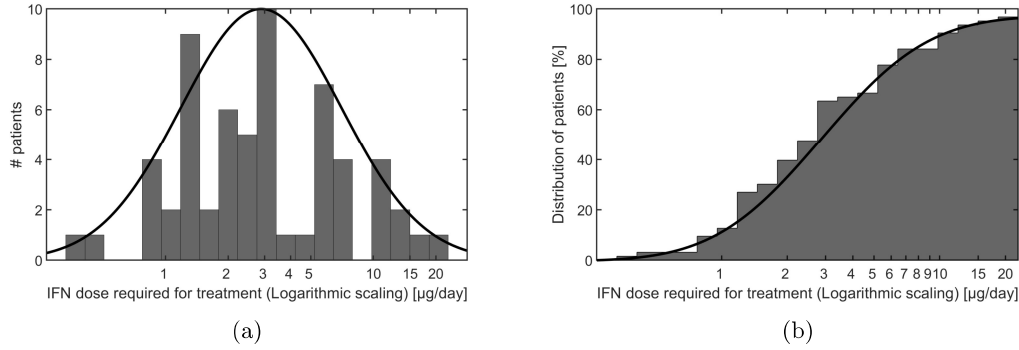 # patients
10
8
6
4
2
0
1 2 3 4 5 10 15 20
IFN dose required for treatment (Logarithmic scaling) [µg/day]
(a)
Distribution of patients [%]
100
80
60
40
20
0
1 2 3 4 5 6 7 8 9 10 15 20
IFN dose required for treatment (Logarithmic scaling) [µg/day]
(b)